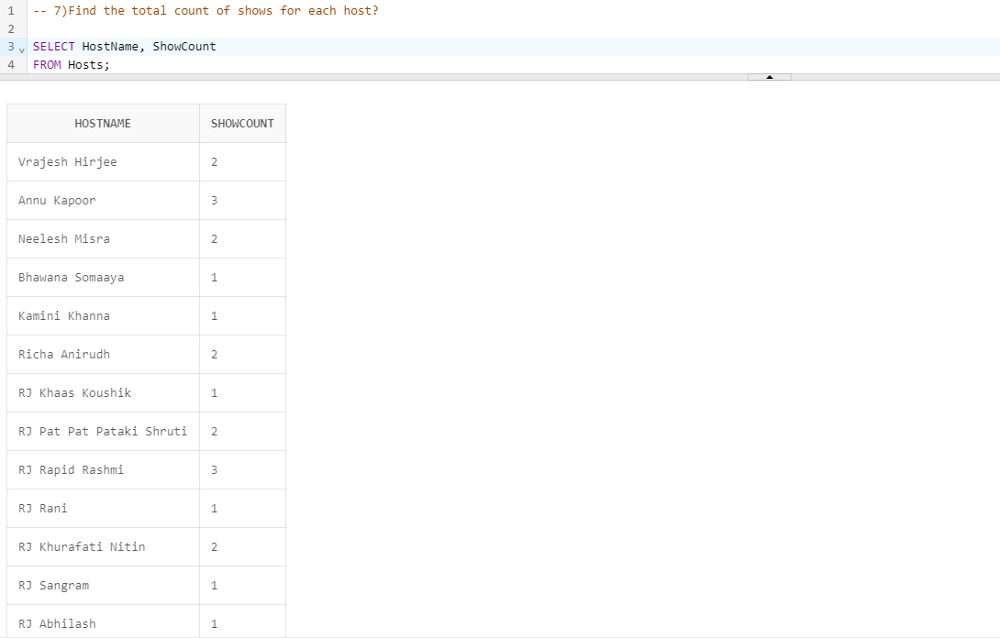 1 -- 7)Find the total count of shows for each host?
2
3 SELECT HostName, ShowCount
4 FROM Hosts;
HOSTNAME SHOWCOUNT
Vrajesh Hirjee 2
Annu Kapoor 3
Neelesh Misra 2
Bhawana Somaaya 1
Kamini Khanna 1
Richa Anirudh 2
RJ Khaas Koushik 1
RJ Pat Pat Pataki Shruti 2
RJ Rapid Rashmi 3
RJ Rani 1
RJ Khurafati Nitin 2
RJ Sangram 1
RJ Abhilash 1